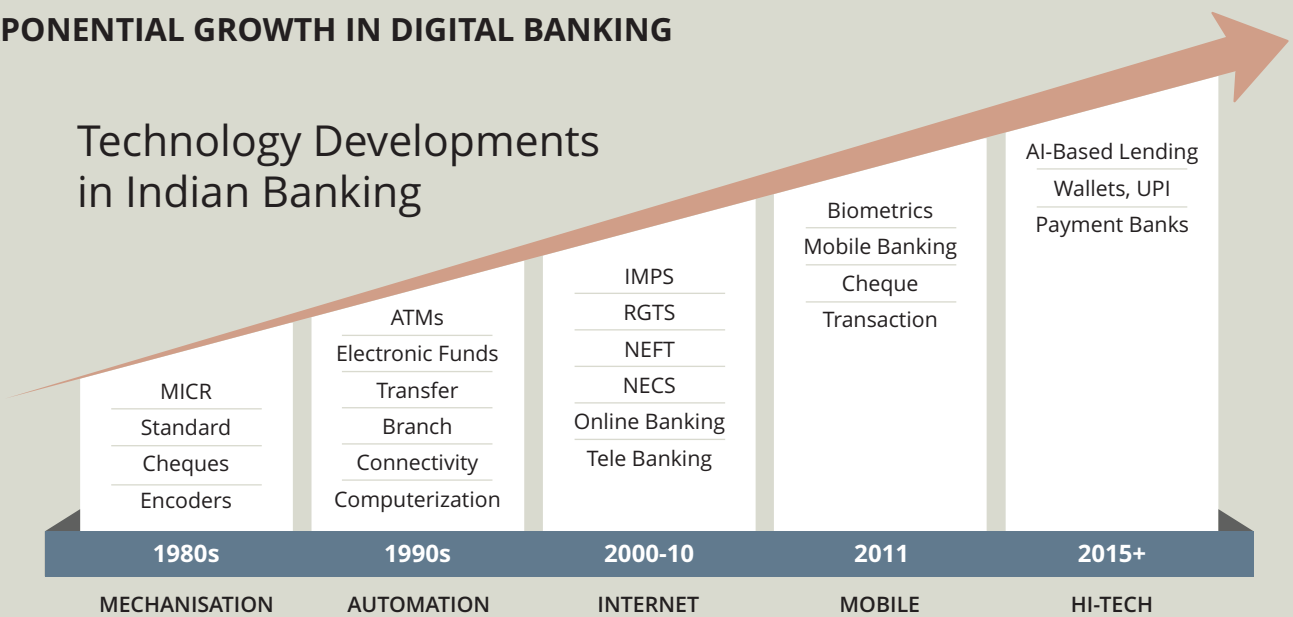 PONENTIAL GROWTH IN DIGITAL BANKING
Technology Developments
in Indian Banking
MICR
Standard
Cheques
Encoders
1980s
MECHANISATION
ATMs
Electronic Funds
Transfer
Branch
Connectivity
Computerization
1990s
AUTOMATION
IMPS
RGTS
NEFT
NECS
Online Banking
Tele Banking
2000-10
INTERNET
Biometrics
Mobile Banking
Cheque
Transaction
2011
MOBILE
AI-Based Lending
Wallets, UPI
Payment Banks
2015+
HI-TECH